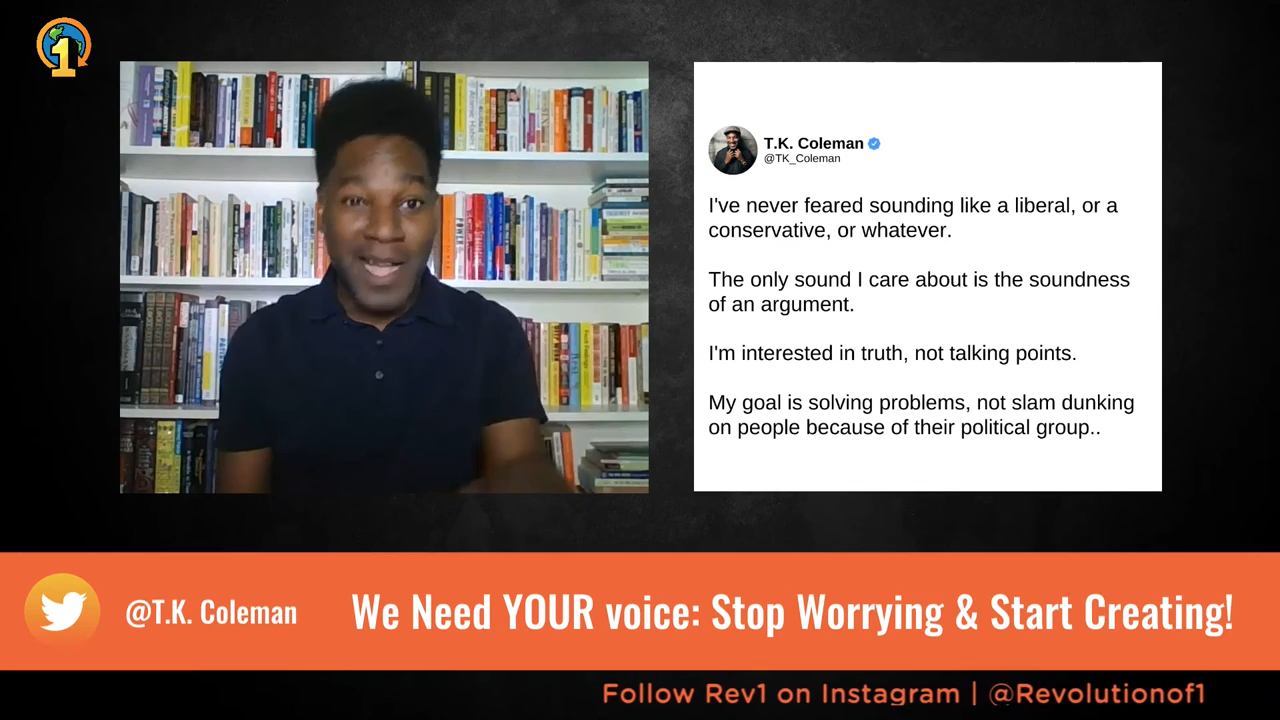 1
T.K. Coleman
@TK_Coleman
I've never feared sounding like a liberal, or a
conservative, or whatever.
The only sound I care about is the soundness
of an argument.
I'm interested in truth, not talking points.
My goal is solving problems, not slam dunking
on people because of their political group..
@T.K. Coleman
We Need YOUR voice: Stop Worrying & Start Creating!
Follow Rev1 on Instagram | @Revolutionof1